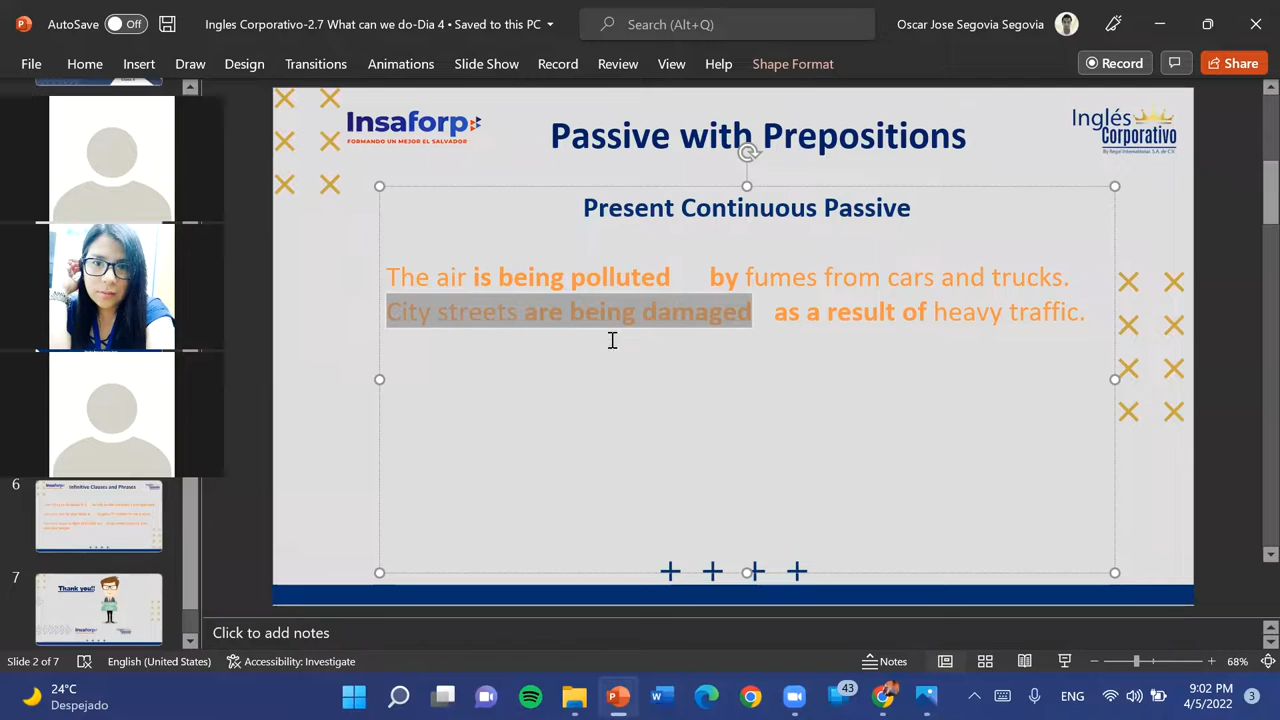 AutoSave Off Ingles Corporativo-2.7 What can we do-Dia 4 • Saved to this PC Search (Alt+Q) Oscar Jose Segovia Segovia
File Home Insert Draw Design Transitions Animations Slide Show Record Review View Help Shape Format Record Share
Insaforp
FORMANDO UN MEJOR EL SALVADOR
Passive with Prepositions
Inglés
Corporativo
By Regal International, S.A. de C.V.
Present Continuous Passive
The air is being polluted by fumes from cars and trucks.
City streets are being damaged as a result of heavy traffic.
6
Infinitive Clauses and Phrases
7
Thank you!!
Insaforp
Click to add notes
Slide 2 of 7 English (United States) Accessibility: Investigate Notes 68%
24°C
Despejado
43
ENG
9:02 PM
4/5/2022
3